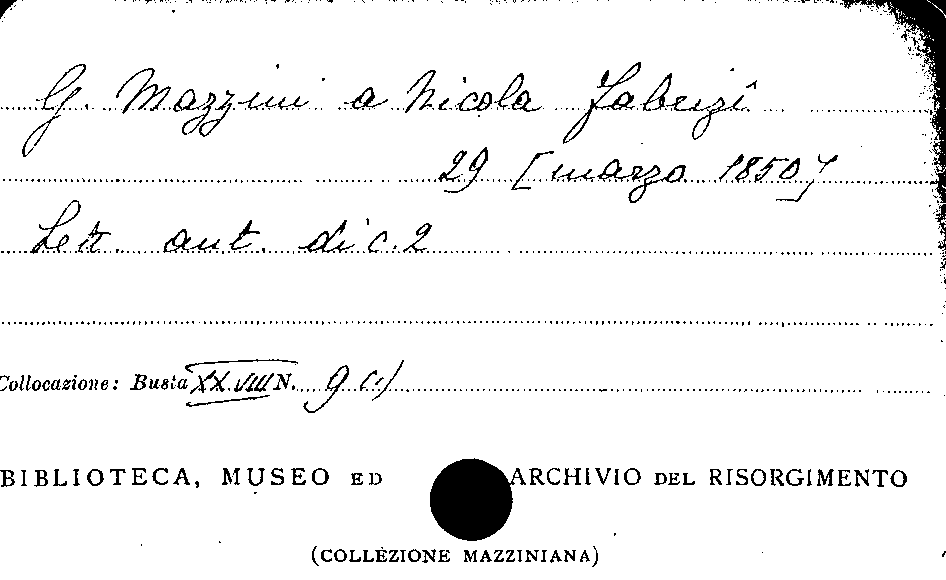 G. Mazzini a Nicola Fabrizi
29 [marzo 1850]
Lett. aut. di c. 2
Collocazione: Busta XXVIII N. 9 (1)
BIBLIOTECA, MUSEO ED ARCHIVIO DEL RISORGIMENTO
(COLLEZIONE MAZZINIANA)